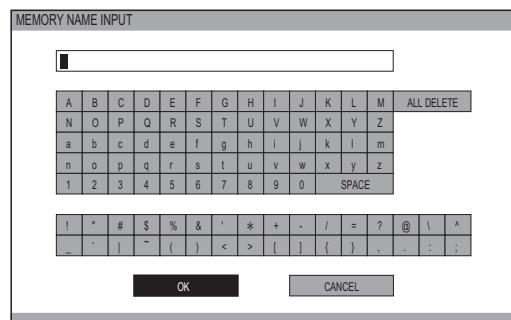 MEMORY NAME INPUT
A B C D E F G H I J K L M ALL DELETE
N O P Q R S T U V W X Y Z
a b c d e f g h i j k l m
n o p q r s t u v w x y z
1 2 3 4 5 6 7 8 9 0 SPACE
! " # $ % & ' * + - / = ? @ \ ^
_ ` | ~ ( ) < > [ ] { } , . : ;
OK CANCEL